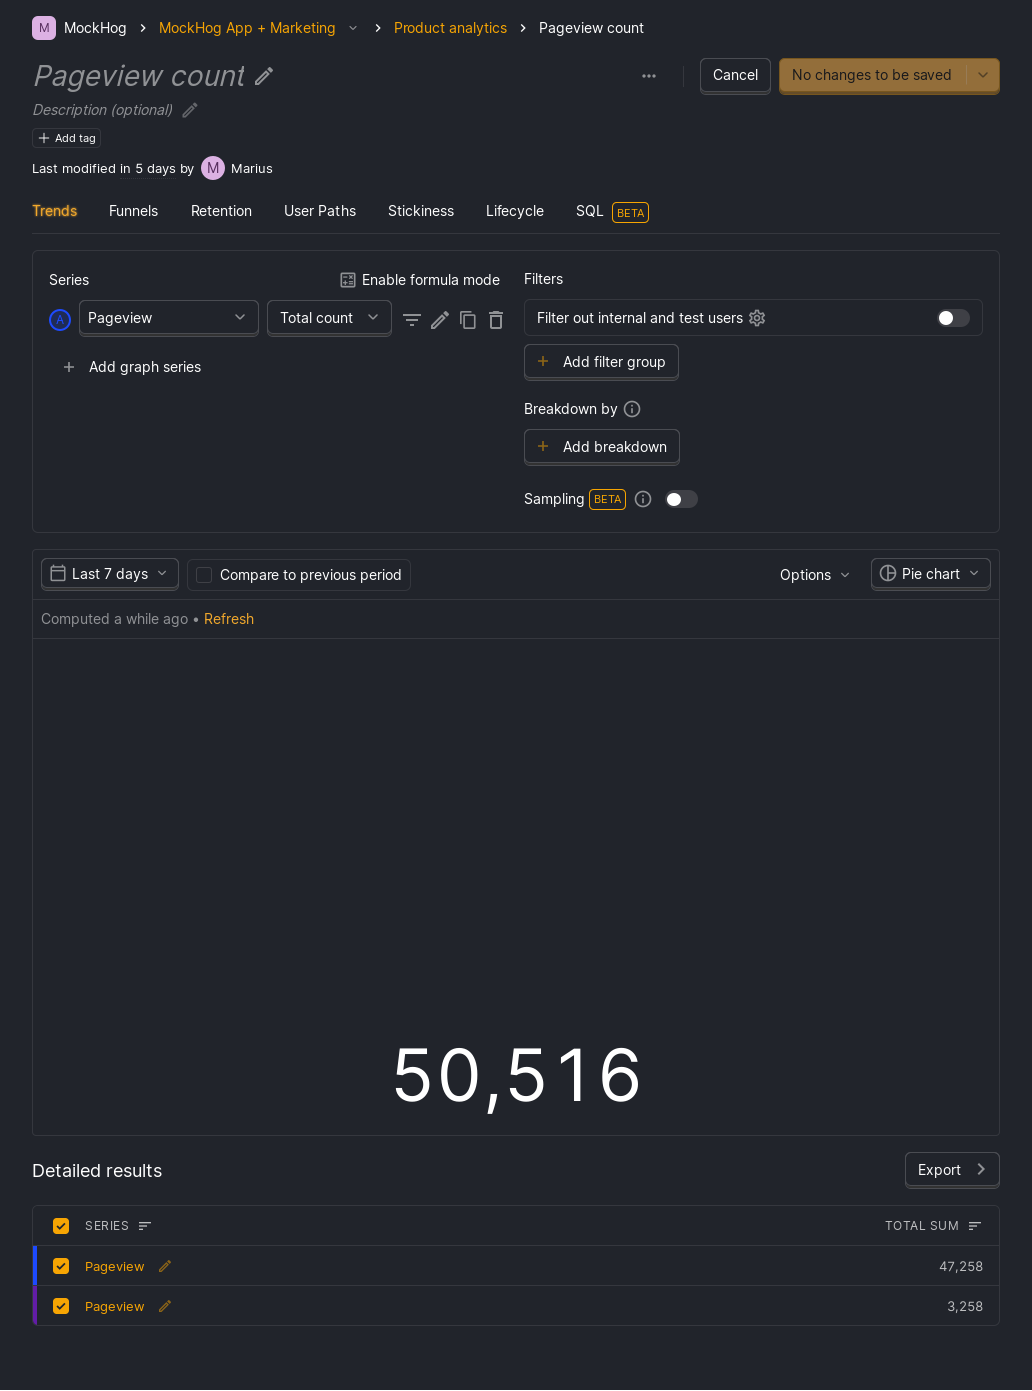 M MockHog MockHog App + Marketing Product analytics Pageview count
Pageview count
Cancel No changes to be saved
Description (optional)
Add tag
Last modified in 5 days by M Marius
Trends Funnels Retention User Paths Stickiness Lifecycle SQL BETA
Series Enable formula mode
A Pageview Total count
Add graph series
Filters
Filter out internal and test users
Add filter group
Breakdown by
Add breakdown
Sampling BETA
Last 7 days Compare to previous period Options Pie chart
Computed a while ago • Refresh
50,516
Detailed results Export
SERIES TOTAL SUM
Pageview 47,258
Pageview 3,258